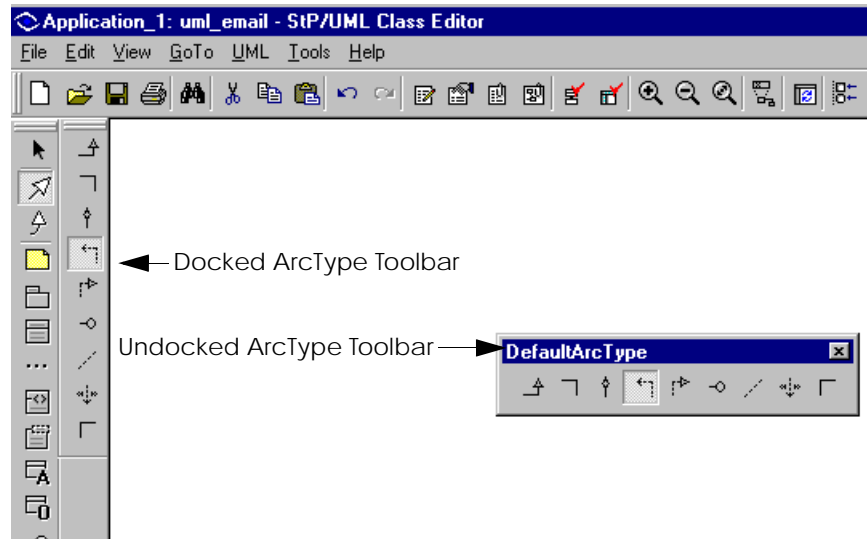 Application_1: uml_email - StP/UML Class Editor
File Edit View GoTo UML Tools Help
Docked ArcType Toolbar
Undocked ArcType Toolbar
DefaultArcType